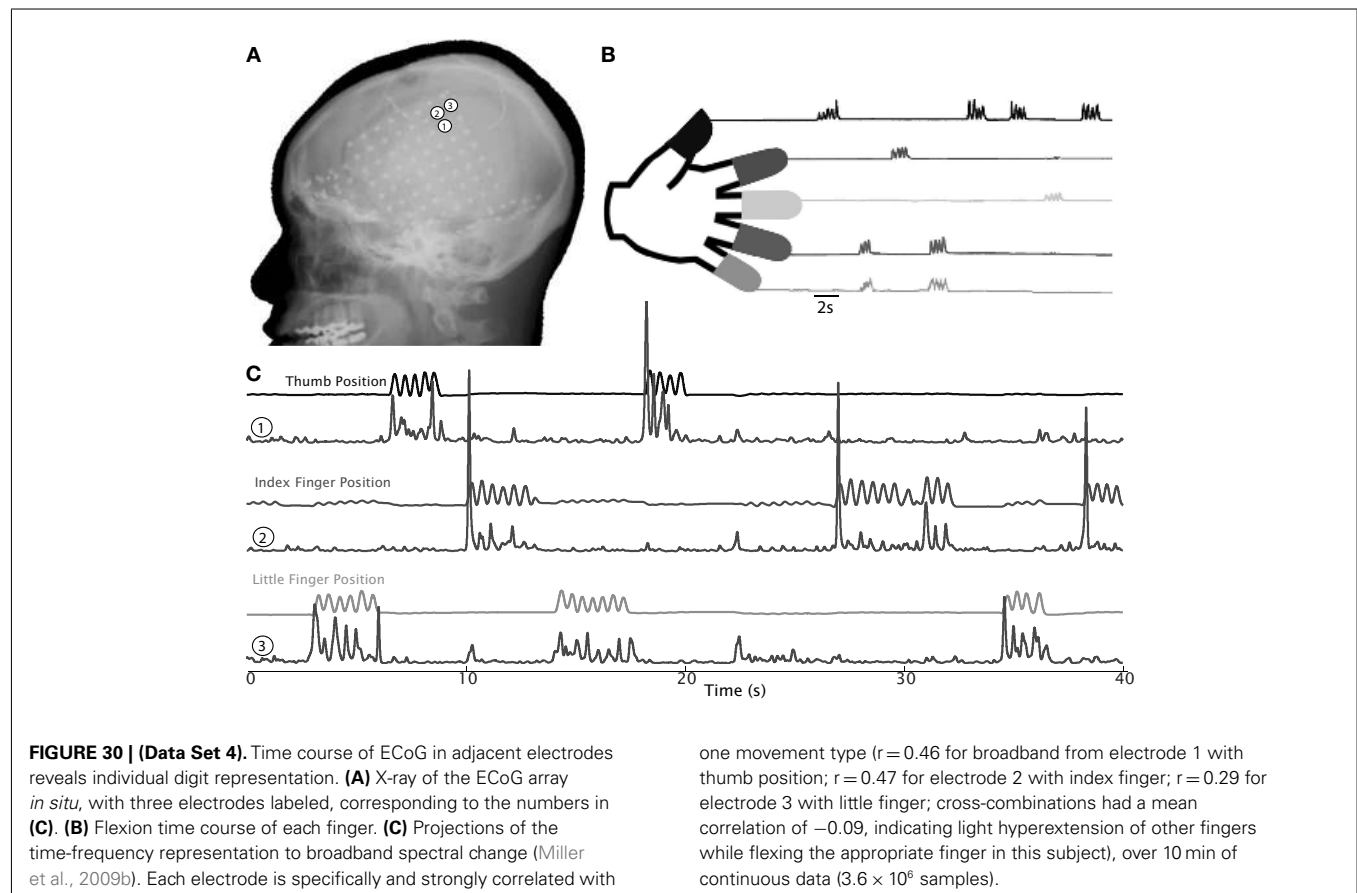 A
B
3
2
1
2s
C
Thumb Position
1
Index Finger Position
2
Little Finger Position
3
0 10 20 30 40
Time (s)
FIGURE 30 | (Data Set 4). Time course of ECoG in adjacent electrodes
reveals individual digit representation. (A) X-ray of the ECoG array
in situ, with three electrodes labeled, corresponding to the numbers in
(C). (B) Flexion time course of each finger. (C) Projections of the
time-frequency representation to broadband spectral change (Miller
et al., 2009b). Each electrode is specifically and strongly correlated with
one movement type (r = 0.46 for broadband from electrode 1 with
thumb position; r = 0.47 for electrode 2 with index finger; r = 0.29 for
electrode 3 with little finger; cross-combinations had a mean
correlation of −0.09, indicating light hyperextension of other fingers
while flexing the appropriate finger in this subject), over 10 min of
continuous data (3.6 × 10⁶ samples).